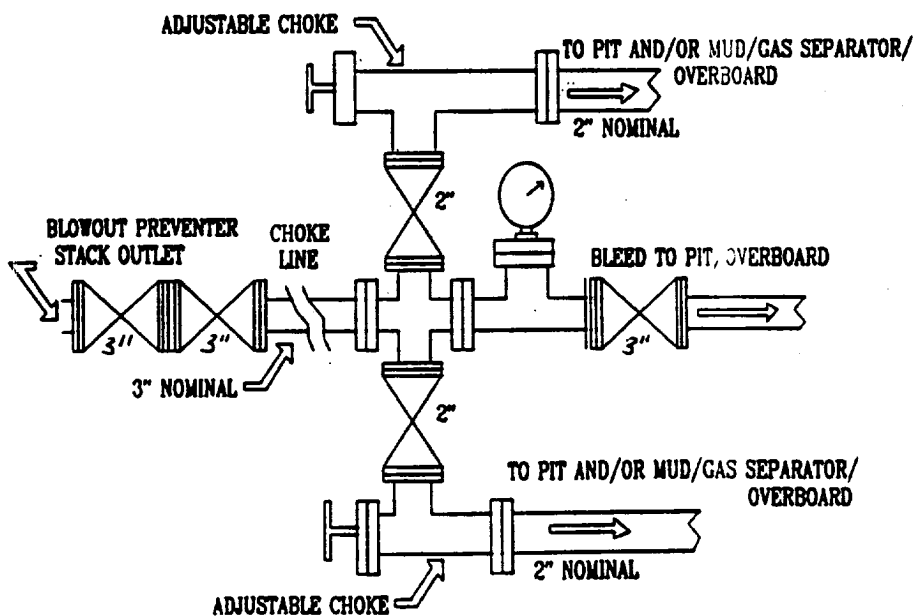 ADJUSTABLE CHOKE
TO PIT AND/OR MUD/GAS SEPARATOR/
OVERBOARD
2" NOMINAL
2"
BLOWOUT PREVENTER
STACK OUTLET
CHOKE
LINE
BLEED TO PIT, OVERBOARD
3"
3"
3"
3" NOMINAL
2"
TO PIT AND/OR MUD/GAS SEPARATOR/
OVERBOARD
2" NOMINAL
ADJUSTABLE CHOKE